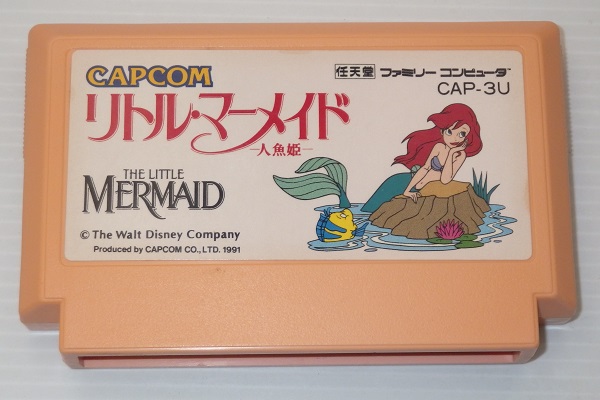 CAPCOM
任天堂 ファミリー コンピュータ™
CAP-3U
リトル・マーメイド
—人魚姫—
THE LITTLE
MERMAID
© The Walt Disney Company
Produced by CAPCOM CO., LTD. 1991